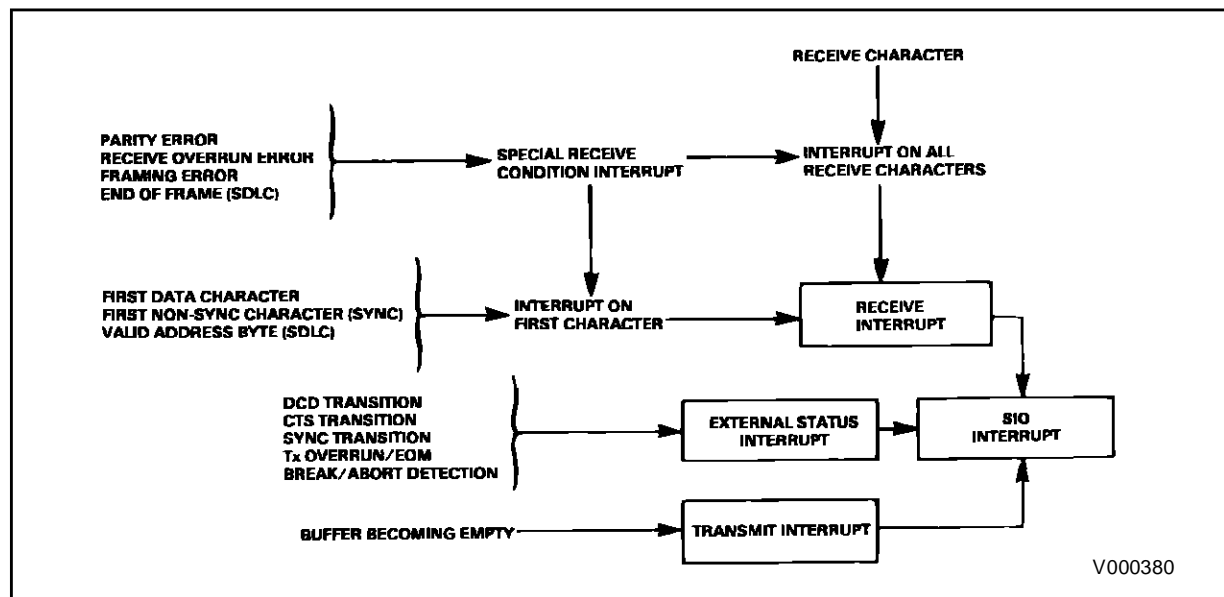 RECEIVE CHARACTER
PARITY ERROR
RECEIVE OVERRUN ERROR
FRAMING ERROR
END OF FRAME (SDLC)
SPECIAL RECEIVE
CONDITION INTERRUPT
INTERRUPT ON ALL
RECEIVE CHARACTERS
FIRST DATA CHARACTER
FIRST NON-SYNC CHARACTER (SYNC)
VALID ADDRESS BYTE (SDLC)
INTERRUPT ON
FIRST CHARACTER
RECEIVE
INTERRUPT
DCD TRANSITION
CTS TRANSITION
SYNC TRANSITION
Tx OVERRUN/EOM
BREAK/ABORT DETECTION
EXTERNAL STATUS
INTERRUPT
SIO
INTERRUPT
BUFFER BECOMING EMPTY
TRANSMIT INTERRUPT
V000380